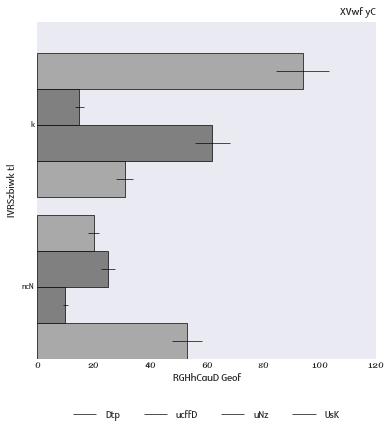 XVwf yC
IVRSzbiwk tl
k
ncN
0 20 40 60 80 100 120
RGHhCauD Geof
Dtp ucffD uNz UsK